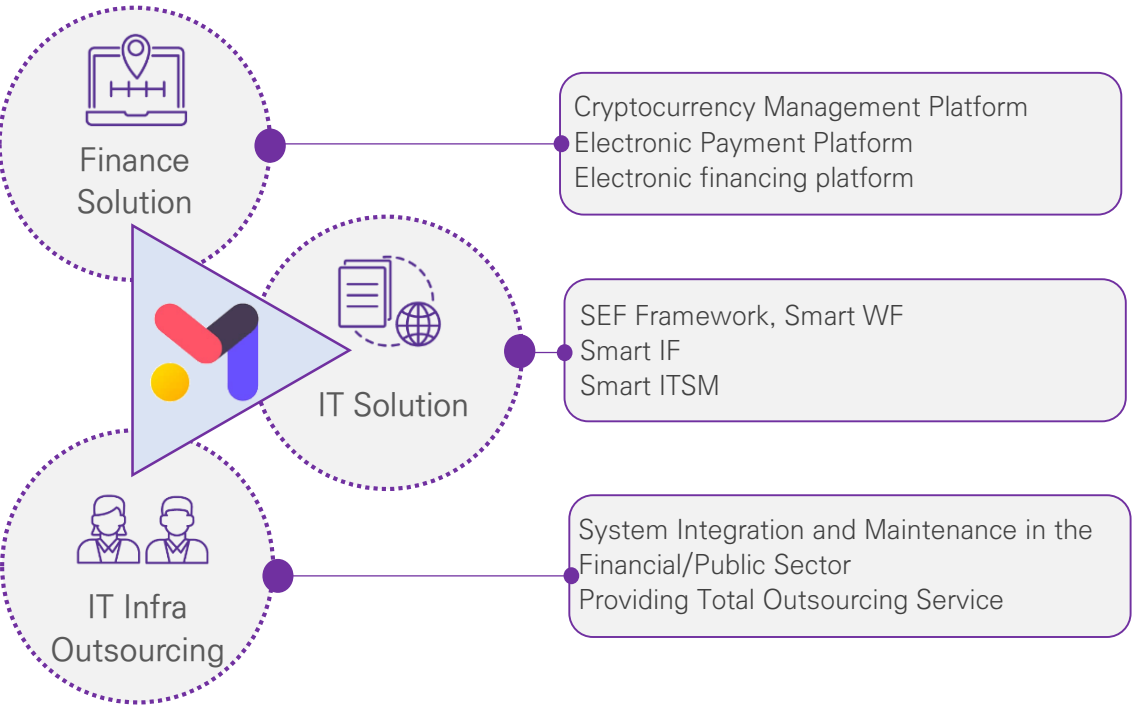 Finance
Solution
Cryptocurrency Management Platform
Electronic Payment Platform
Electronic financing platform
IT Solution
SEF Framework, Smart WF
Smart IF
Smart ITSM
IT Infra
Outsourcing
System Integration and Maintenance in the
Financial/Public Sector
Providing Total Outsourcing Service